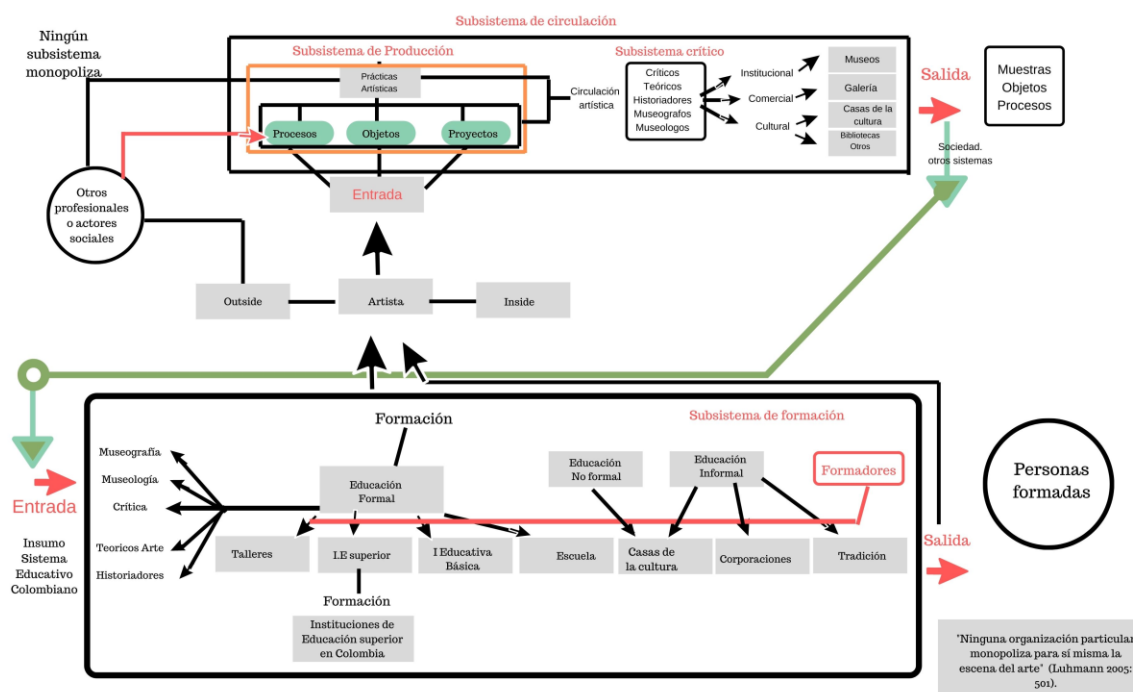 Subsistema de circulación
Ningún
subsistema
monopoliza
Subsistema de Producción
Prácticas
Artísticas
Procesos
Objetos
Proyectos
Circulación
artística
Subsistema crítico
Críticos
Teóricos
Historiadores
Museografos
Museologos
Institucional
Comercial
Cultural
Museos
Galería
Casas de la
cultura
Bibliotecas
Otros
Salida
Muestras
Objetos
Procesos
Sociedad.
otros sistemas
Entrada
Otros
profesionales
o actores
sociales
Outside
Artista
Inside
Formación
Subsistema de formación
Museografía
Museología
Crítica
Teoricos Arte
Historiadores
Educación
Formal
Educación
No formal
Educación
Informal
Formadores
Talleres
I.E superior
I Educativa
Básica
Escuela
Casas de
la cultura
Corporaciones
Tradición
Formación
Instituciones de
Educación superior
en Colombia
Entrada
Insumo
Sistema
Educativo
Colombiano
Personas
formadas
Salida
"Ninguna organización particular
monopoliza para sí misma la
escena del arte" (Luhmann 2005:
501).